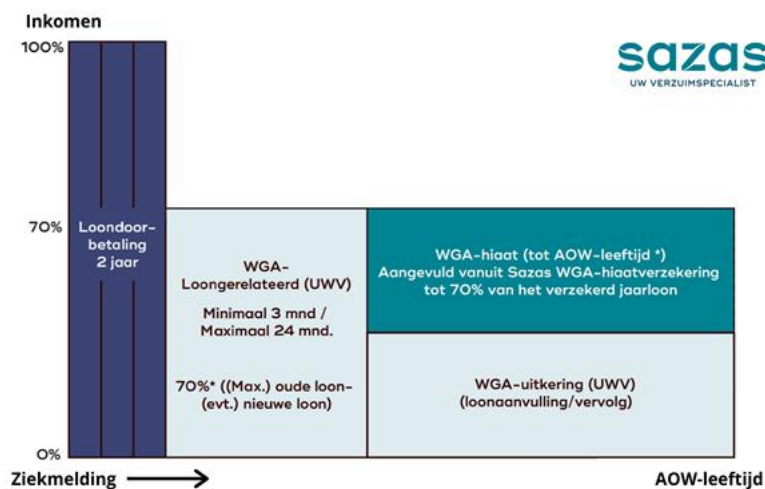 Inkomen
100%
sazas
UW VERZUIMSPECIALIST
70%
Loondoor-
betaling
2 jaar
WGA-
Loongerelateerd (UWV)
Minimaal 3 mnd /
Maximaal 24 mnd.
70%* ((Max.) oude loon-
(evt.) nieuwe loon)
WGA-hiaat (tot AOW-leeftijd *)
Aangevuld vanuit Sazas WGA-hiaatverzekering
tot 70% van het verzekerd jaarloon
WGA-uitkering (UWV)
(loonaanvulling/vervolg)
0%
Ziekmelding
AOW-leeftijd